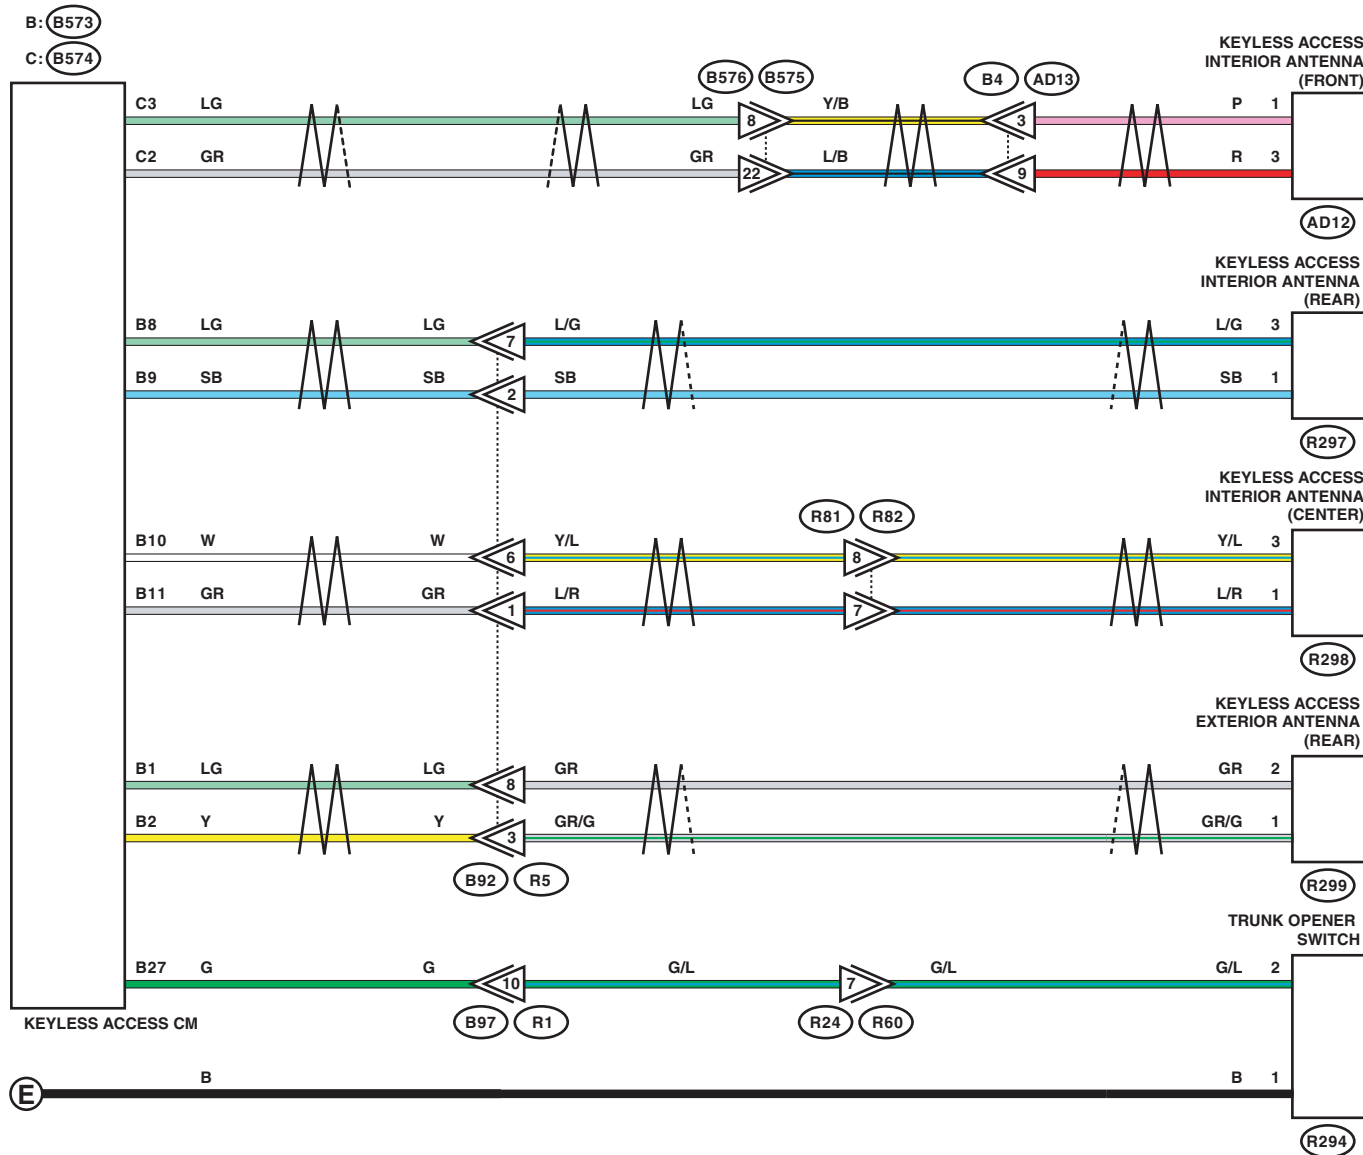 B: B573
C: B574
KEYLESS ACCESS
INTERIOR ANTENNA
(FRONT)
B576 B575 B4 AD13
C3 LG LG 8 Y/B 3 P 1
C2 GR GR 22 L/B 9 R 3
AD12
KEYLESS ACCESS
INTERIOR ANTENNA
(REAR)
B8 LG LG 7 L/G L/G 3
B9 SB SB 2 SB SB 1
R297
KEYLESS ACCESS
INTERIOR ANTENNA
(CENTER)
R81 R82
B10 W W 6 Y/L 8 Y/L 3
B11 GR GR 1 L/R 7 L/R 1
R298
KEYLESS ACCESS
EXTERIOR ANTENNA
(REAR)
B1 LG LG 8 GR GR 2
B2 Y Y 3 GR/G GR/G 1
B92 R5
R299
TRUNK OPENER
SWITCH
B27 G G 10 G/L 7 G/L G/L 2
KEYLESS ACCESS CM
B97 R1 R24 R60
E B B 1
R294